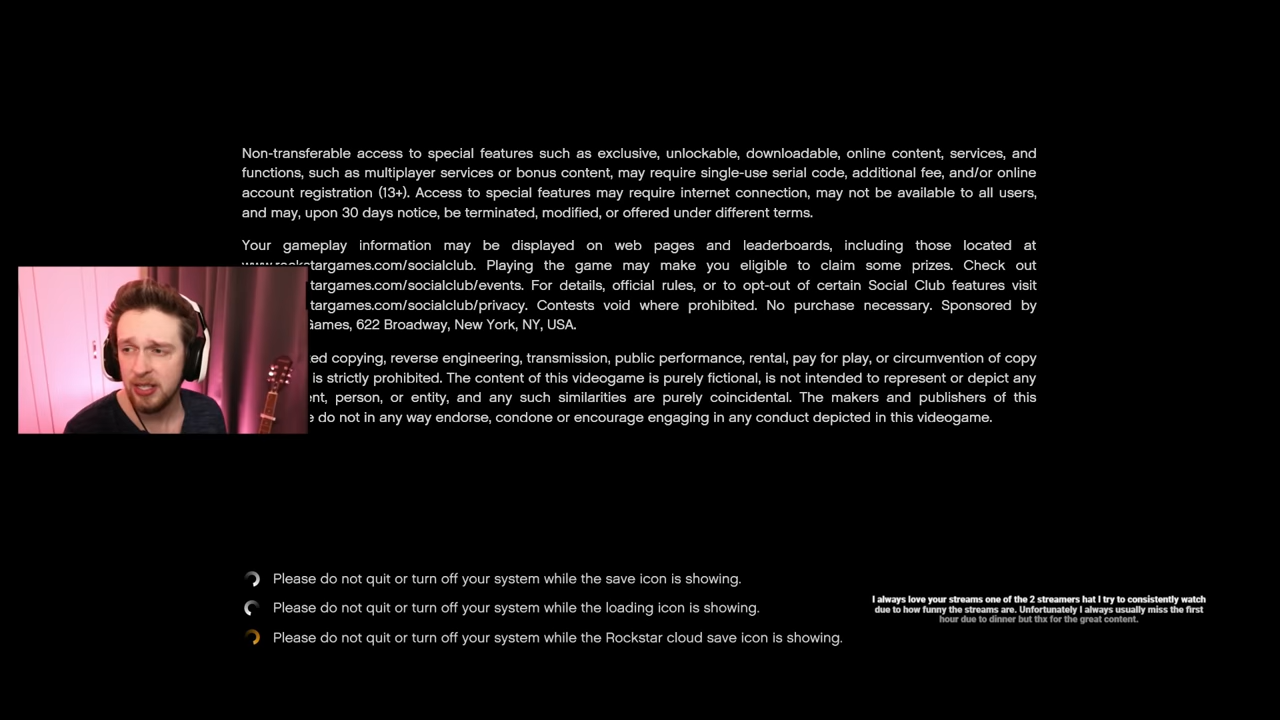 Non-transferable access to special features such as exclusive, unlockable, downloadable, online content, services, and
functions, such as multiplayer services or bonus content, may require single-use serial code, additional fee, and/or online
account registration (13+). Access to special features may require internet connection, may not be available to all users,
and may, upon 30 days notice, be terminated, modified, or offered under different terms.
Your gameplay information may be displayed on web pages and leaderboards, including those located at
www.rockstargames.com/socialclub. Playing the game may make you eligible to claim some prizes. Check out
targames.com/socialclub/events. For details, official rules, or to opt-out of certain Social Club features visit
targames.com/socialclub/privacy. Contests void where prohibited. No purchase necessary. Sponsored by
Games, 622 Broadway, New York, NY, USA.
ed copying, reverse engineering, transmission, public performance, rental, pay for play, or circumvention of copy
is strictly prohibited. The content of this videogame is purely fictional, is not intended to represent or depict any
nt, person, or entity, and any such similarities are purely coincidental. The makers and publishers of this
e do not in any way endorse, condone or encourage engaging in any conduct depicted in this videogame.
Please do not quit or turn off your system while the save icon is showing.
Please do not quit or turn off your system while the loading icon is showing.
Please do not quit or turn off your system while the Rockstar cloud save icon is showing.
I always love your streams one of the 2 streamers hat I try to consistently watch
due to how funny the streams are. Unfortunately I always usually miss the first
hour due to dinner but thx for the great content.